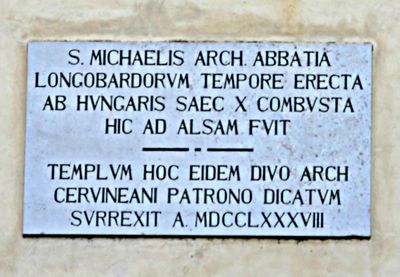 S. MICHAELIS ARCH. ABBATIA
LONGOBARDORVM TEMPORE ERECTA
AB HVNGARIS SAEC X COMBVSTA
HIC AD ALSAM FVIT
TEMPLVM HOC EIDEM DIVO ARCH
CERVINEANI PATRONO DICATVM
SVRREXIT A. MDCCLXXXVIII